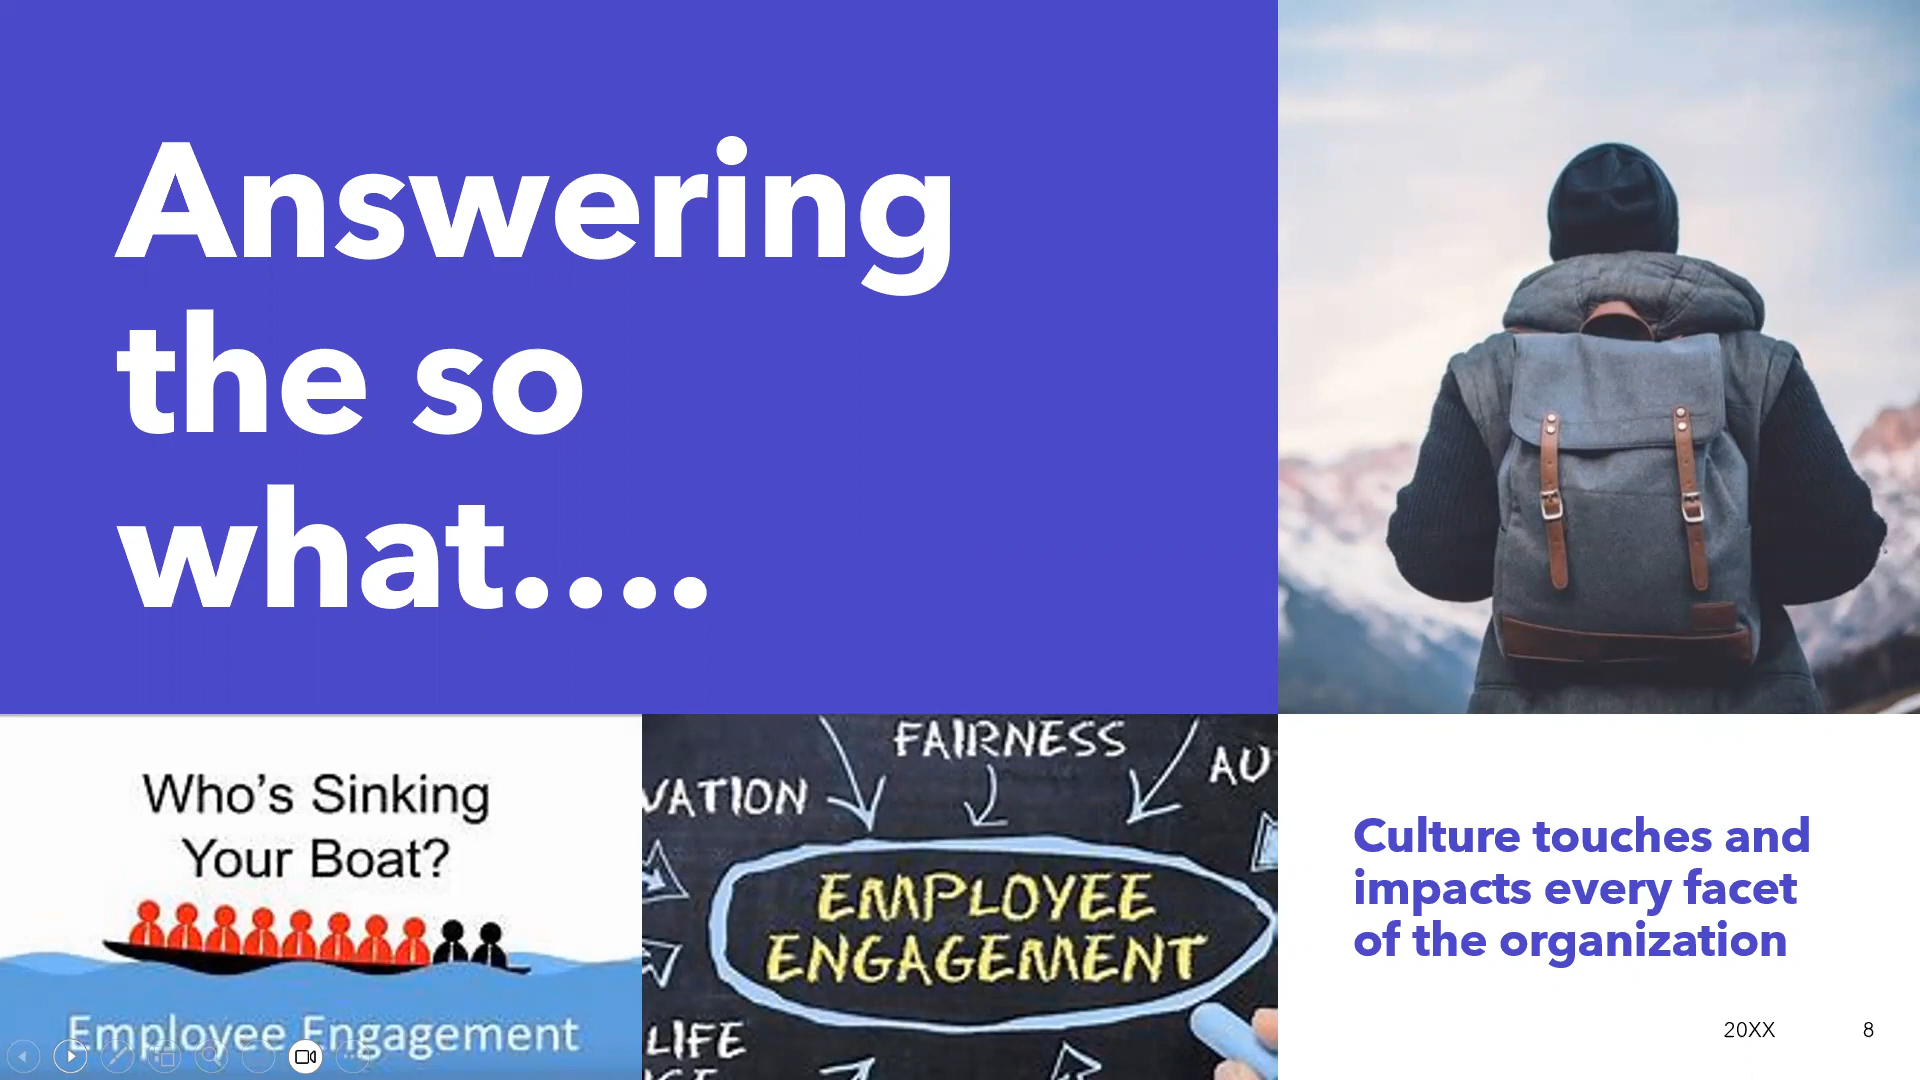 Answering
the so
what....
Who's Sinking
Your Boat?
Employee Engagement
FAIRNESS
VATION
AU
EMPLOYEE
ENGAGEMENT
LIFE
Culture touches and
impacts every facet
of the organization
20XX
8